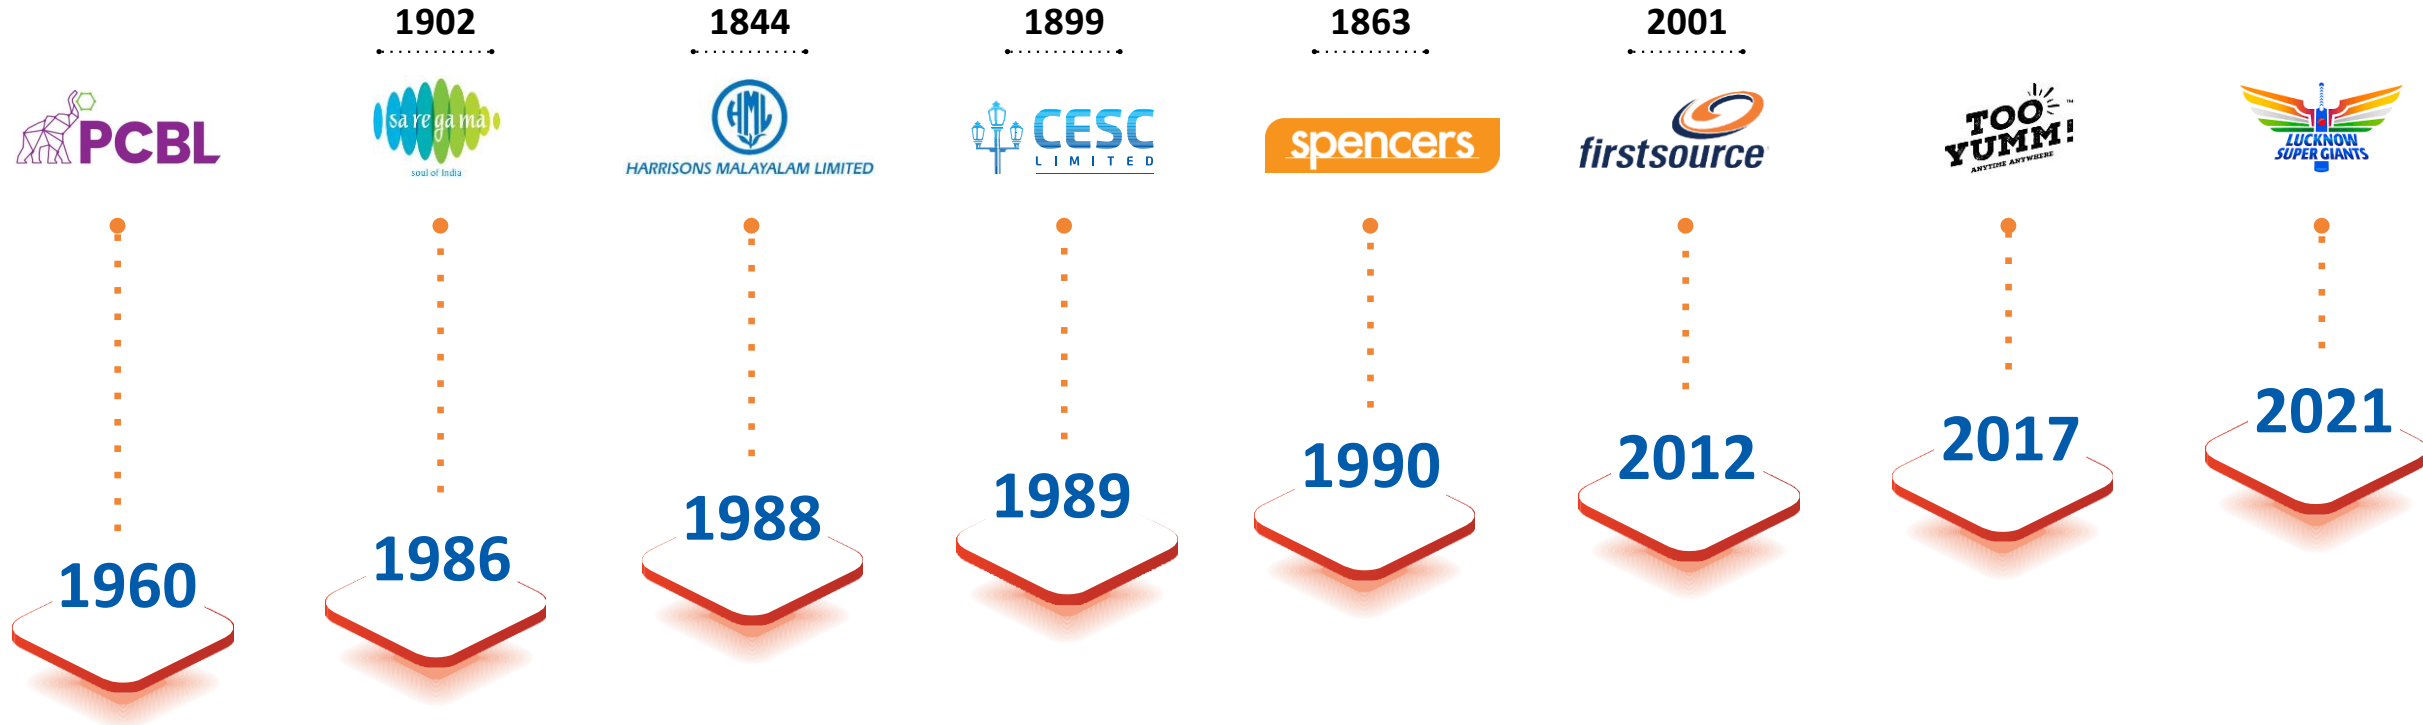 1902
1844
1899
1863
2001
PCBL
sa re ga ma
soul of India
HML
HARRISONS MALAYALAM LIMITED
CESC
LIMITED
spencers
firstsource
TOO
YUMM!
™
ANYTIME ANYWHERE
LUCKNOW
SUPER GIANTS
1960
1986
1988
1989
1990
2012
2017
2021